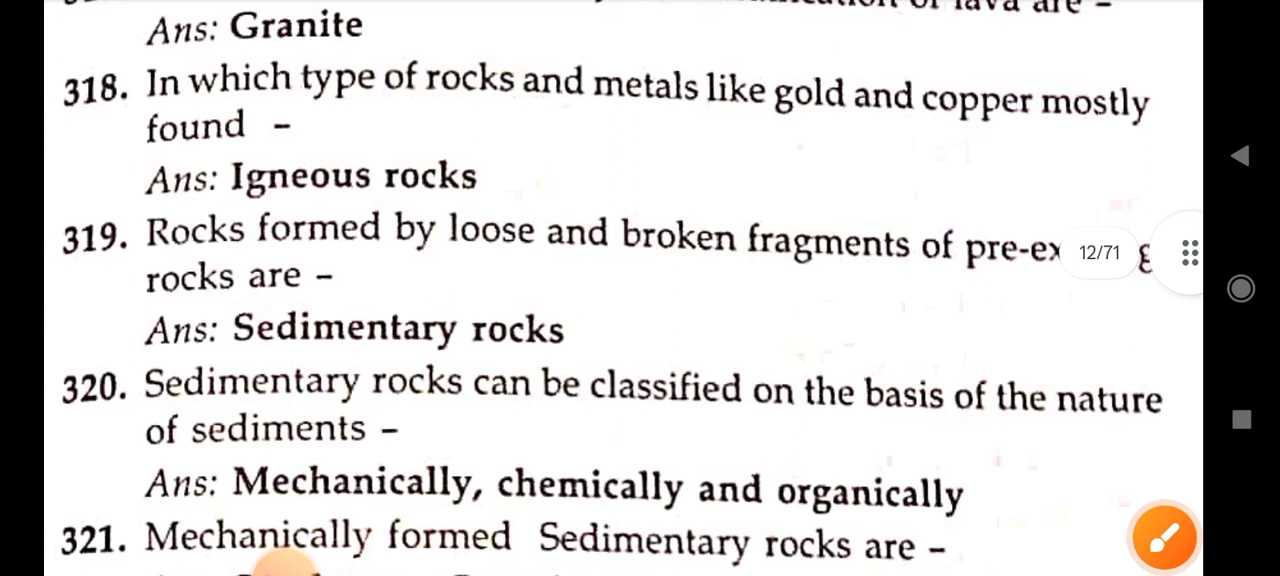 lava are -
Ans: Granite
318. In which type of rocks and metals like gold and copper mostly
found -
Ans: Igneous rocks
319. Rocks formed by loose and broken fragments of
12/71
rocks are -
Ans: Sedimentary rocks
320. Sedimentary rocks can be classified on the basis of the nature
of sediments -
Ans: Mechanically, chemically and organically
321. Mechanically formed Sedimentary rocks are -